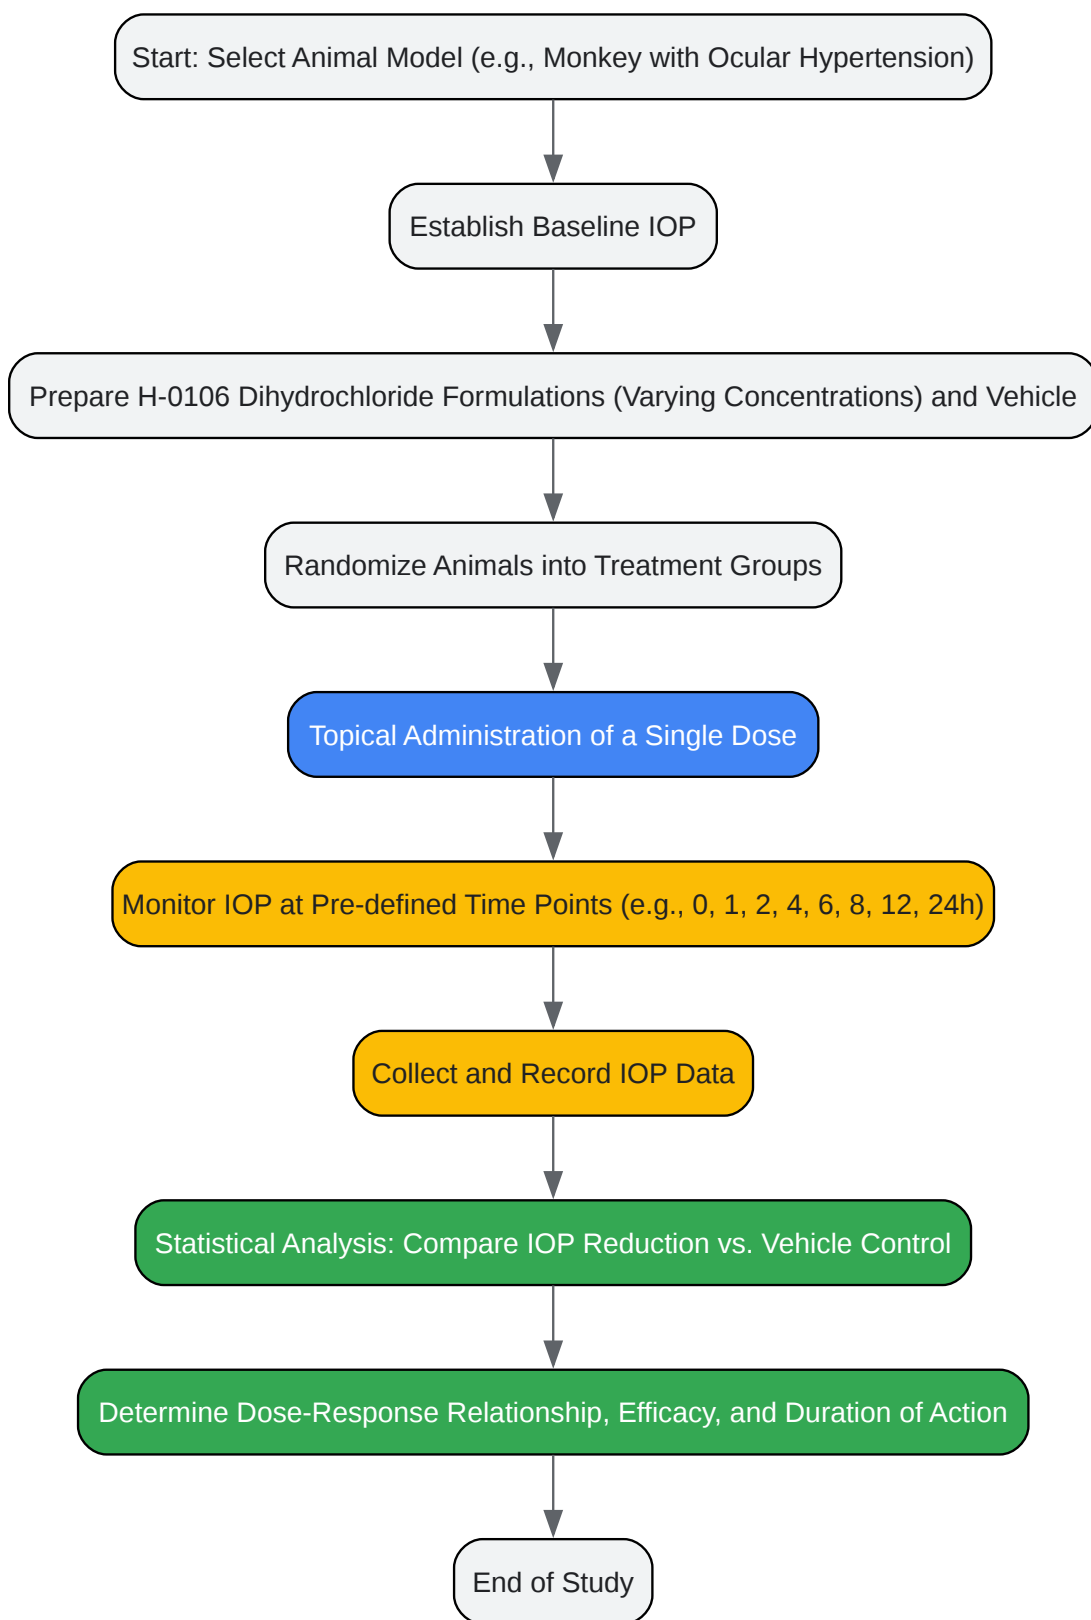 Start: Select Animal Model (e.g., Monkey with Ocular Hypertension)
Establish Baseline IOP
Prepare H-0106 Dihydrochloride Formulations (Varying Concentrations) and Vehicle
Randomize Animals into Treatment Groups
Topical Administration of a Single Dose
Monitor IOP at Pre-defined Time Points (e.g., 0, 1, 2, 4, 6, 8, 12, 24h)
Collect and Record IOP Data
Statistical Analysis: Compare IOP Reduction vs. Vehicle Control
Determine Dose-Response Relationship, Efficacy, and Duration of Action
End of Study